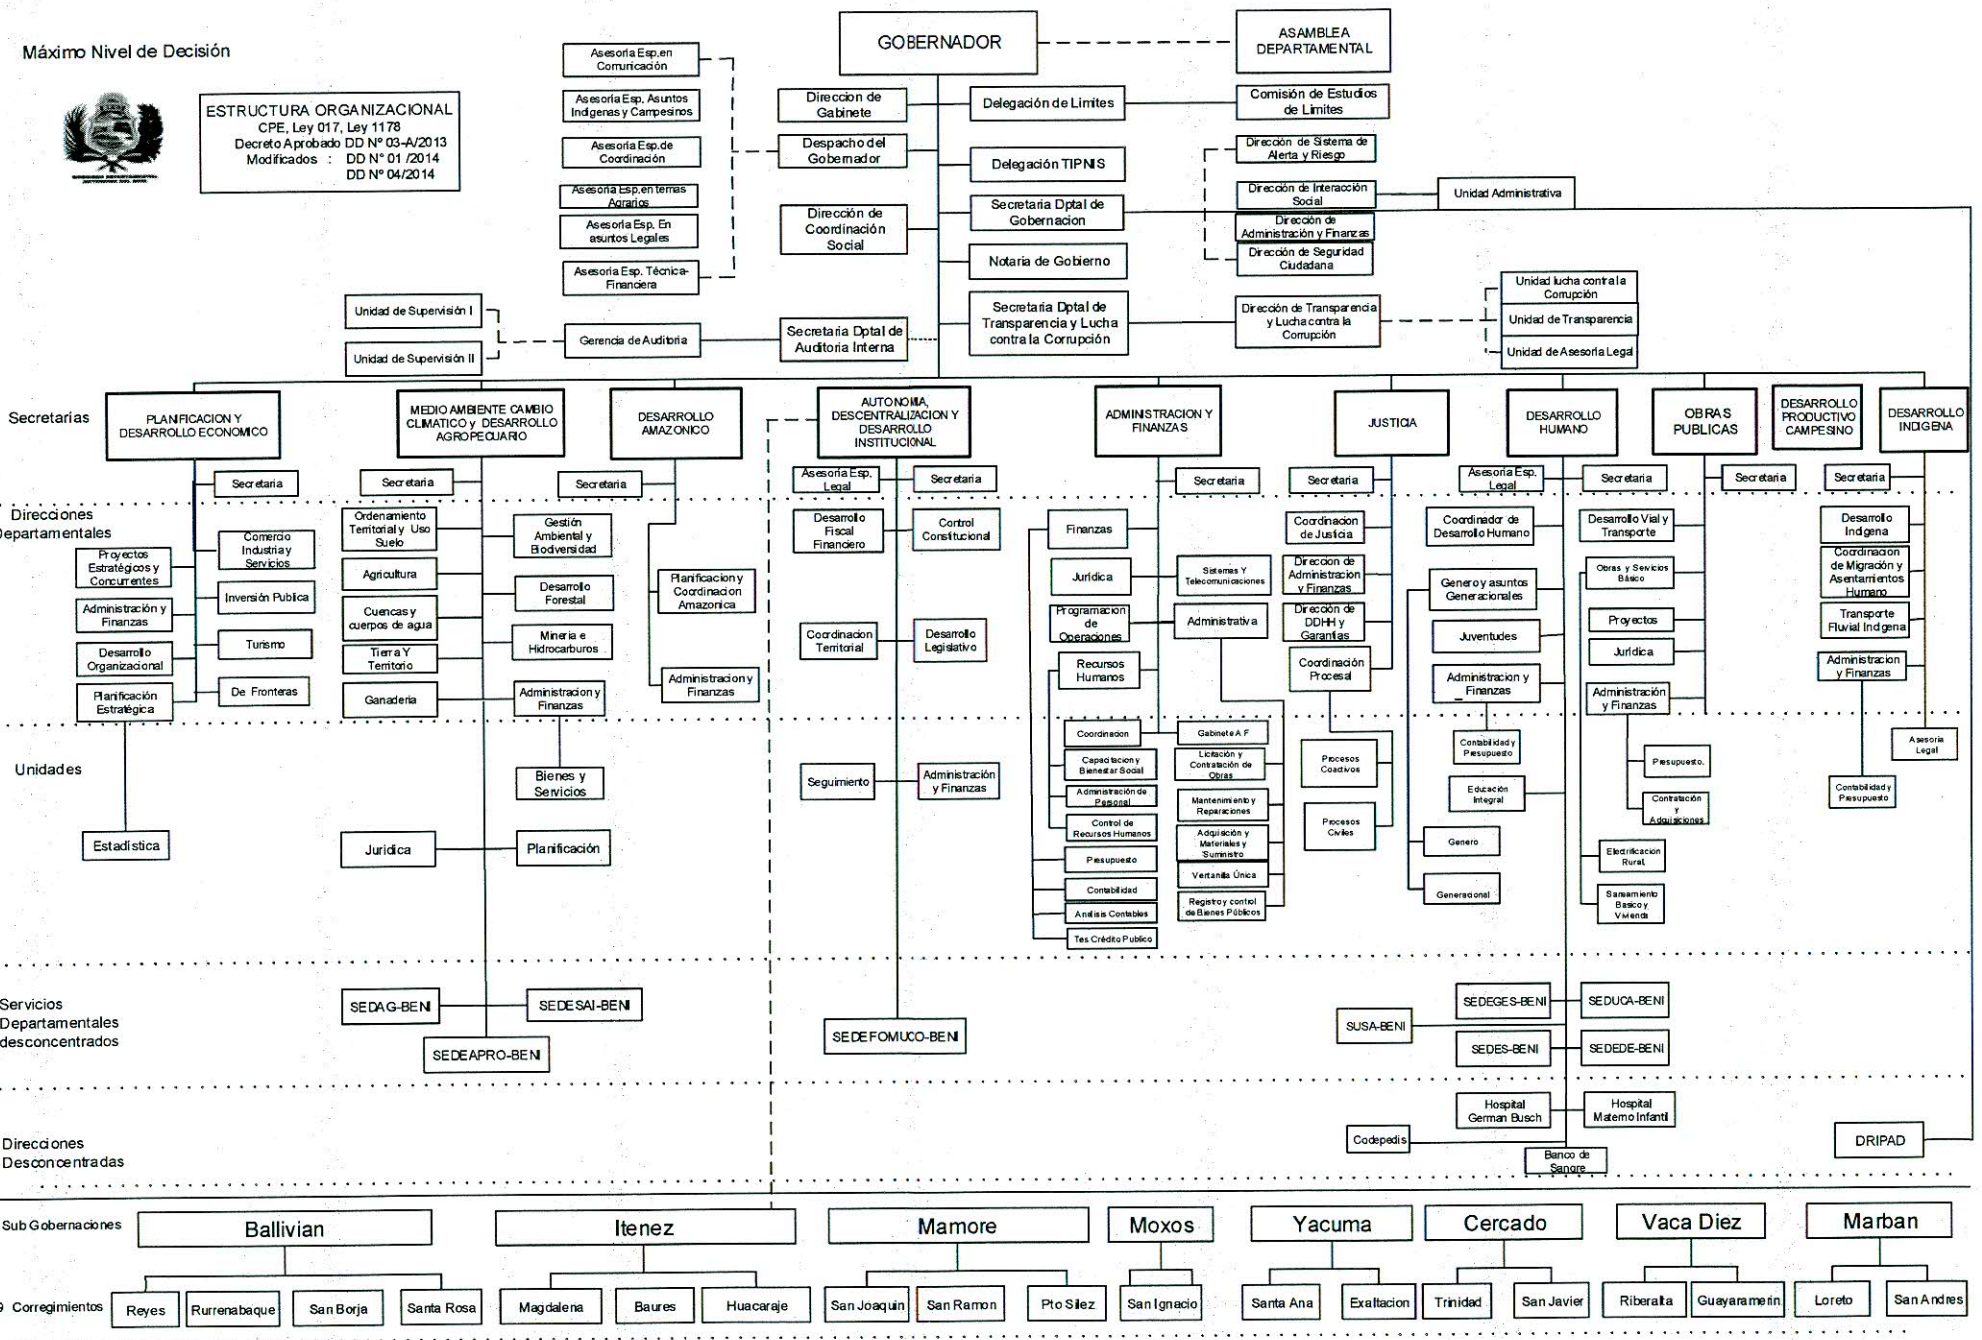 Máximo Nivel de Decisión
ESTRUCTURA ORGANIZACIONAL
CPE, Ley 017, Ley 1178
Decreto Aprobado DD Nº 03-A/2013
Modificados : DD N° 01 /2014
DD Nº 04/2014
GOBERNADOR
ASAMBLEA
DEPARTAMENTAL
Asesoria Esp.en
Comunicación
Asesoria Esp, Asuntos
Indigenas y Campesinos
Asesoria Esp.de
Coordinación
Asesoria Esp.en temas
Agrarios
Asesoria Esp. En
asuntos Legales
Asesoria Esp. Técnica-
Financiera
Direccion de
Gabinete
Despacho del
Gobernador
Dirección de
Coordinación
Social
Delegación de Limites
Delegación TIPNIS
Secretaria Dptal de
Gobernacion
Notaria de Gobierno
Secretaria Dptal de
Transparencia y Lucha
contra la Corrupción
Comisión de Estudios
de Limites
Dirección de Sistema de
Alerta y Riesgo
Dirección de Interacción
Social
Unidad Administrativa
Dirección de
Administración y Finanzas
Dirección de Seguridad
Ciudadana
Dirección de Transparencia
y Lucha contra la
Corrupción
Unidad lucha contra la
Corrupción
Unidad de Transparencia
Unidad de Asesoría Legal
Unidad de Supervisión I
Unidad de Supervisión II
Gerencia de Auditoria
Secretaria Dptal de
Auditoria Interna
Secretarías
PLANIFICACION Y
DESARROLLO ECONOMICO
MEDIO AMBIENTE CAMBIO
CLIMATICO y DESARROLLO
AGROPECUARIO
DESARROLLO
AMAZONICO
AUTONOMIA,
DESCENTRALIZACION Y
DESARROLLO
INSTITUCIONAL
ADMINISTRACION Y
FINANZAS
JUSTICIA
DESARROLLO
HUMANO
OBRAS
PUBLICAS
DESARROLLO
PRODUCTIVO
CAMPESINO
DESARROLLO
INDIGENA
Secretaria
Secretaria
Secretaria
Asesoría Esp.
Legal
Secretaria
Secretaria
Secretaria
Asesoria Esp.
Legal
Secretaria
Secretaria
Secretaria
Direcciones
Departamentales
Proyectos
Estratégicos y
Concurrentes
Administración y
Finanzas
Desarrollo
Organizacional
Planificación
Estratégica
Comercio
Industria y
Servicios
Inversión Publica
Turismo
De Fronteras
Ordenamiento
Territorial y Uso
Suelo
Agricultura
Cuencas y
cuerpos de agua
Tierra Y
Territorio
Ganaderia
Gestión
Ambiental y
Biodiversidad
Desarrollo
Forestal
Mineria e
Hidrocarburos
Administracion y
Finanzas
Planificacion y
Coordinacion
Amazonica
Administracion y
Finanzas
Desarrollo
Fiscal
Financiero
Control
Constitucional
Coordinacion
Territorial
Desarrollo
Legislativo
Finanzas
Jurídica
Programacion
de
Operaciones
Recursos
Humanos
Sistemas Y
Telecomunicaciones
Administrativa
Coordinacion
de Justicia
Direccion de
Administracion
y Finanzas
Dirección de
DDHH y
Garantias
Coordinación
Procesal
Coordinador de
Desarrollo Humano
Genero y asuntos
Generacionales
Juventudes
Administracion y
Finanzas
Desarrollo Vial y
Transporte
Obras y Servicios
Básico
Proyectos
Jurídica
Administración
y Finanzas
Desarrollo
Indígena
Coordinacion
de Migración y
Asentamientos
Humano
Transporte
Fluvial Indigena
Administracion
y Finanzas
Unidades
Estadística
Bienes y
Servicios
Juridica
Planificación
Seguimiento
Administración
y Finanzas
Coordinacion
Capacitacion y
Bienestar Social
Administración de
Personal
Control de
Recursos Humanos
Presupuesto
Contabilidad
Analisis Contables
Tes Crédito Publico
Gabinete A F
Licitación y
Contratación de
Obras
Mantenimiento y
Reparaciones
Adquisición y
Materiales y
Suministro
Ventanilla Única
Registro y control
de Bienes Públicos
Procesos
Coactivos
Procesos
Civiles
Contabilidad y
Presupuesto
Educación
Integral
Genero
Generacional
Presupuesto.
Contratación
y
Adquisiciones
Electrificación
Rural.
Saneamiento
Basico y
Vivienda
Contabilidad y
Presupuesto
Asesoria
Legal
Servicios
Departamentales
desconcentrados
SEDAG-BENI
SEDESAI-BENI
SEDEAPRO-BENI
SEDEFOMUCO-BENI
SUSA-BENI
SEDEGES-BENI
SEDUCA-BENI
SEDES-BENI
SEDEDE-BENI
Direcciones
Desconcentradas
Hospital
German Busch
Hospital
Materno Infantil
Codepedis
Banco de
Sangre
DRIPAD
Sub Gobernaciones
Ballivian
Itenez
Mamore
Moxos
Yacuma
Cercado
Vaca Diez
Marban
9 Corregimientos
Reyes
Rurrenabaque
San Borja
Santa Rosa
Magdalena
Baures
Huacaraje
San Joaquin
San Ramon
Pto Silez
San Ignacio
Santa Ana
Exaltacion
Trinidad
San Javier
Riberalta
Guayaramerin
Loreto
San Andres